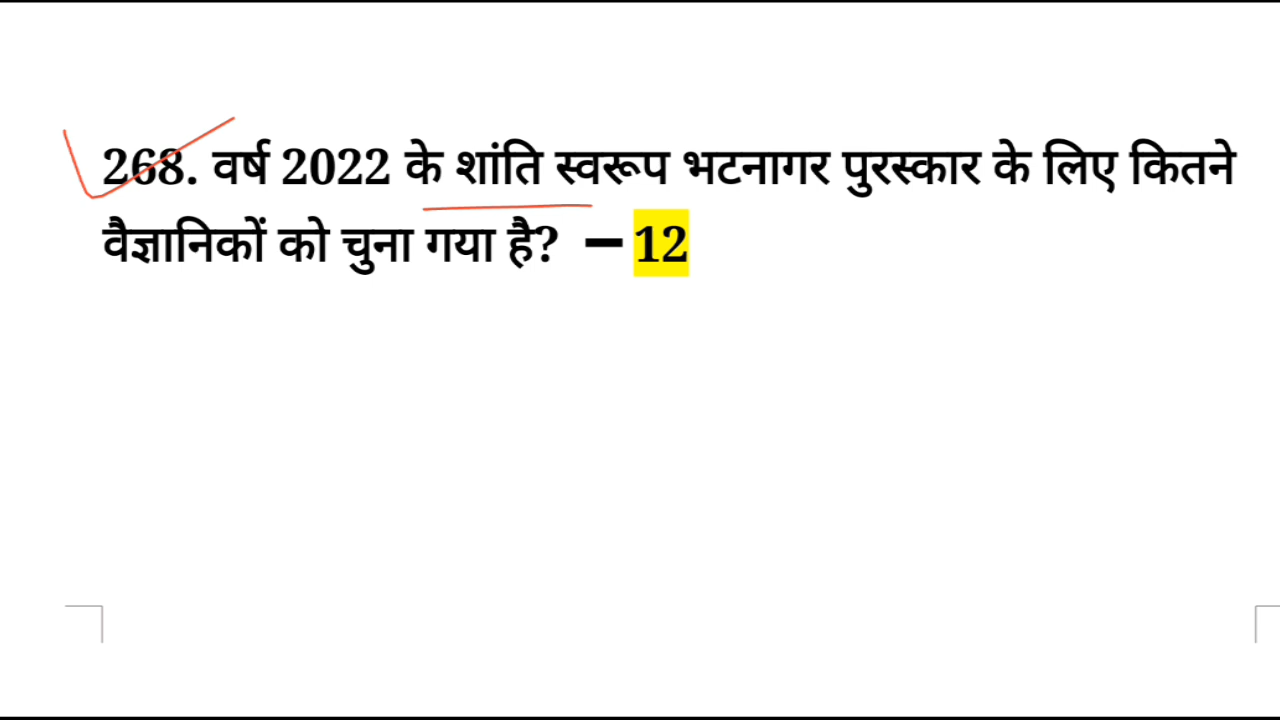 268. वर्ष 2022 के शांति स्वरूप भटनागर पुरस्कार के लिए कितने
वैज्ञानिकों को चुना गया है? – 12